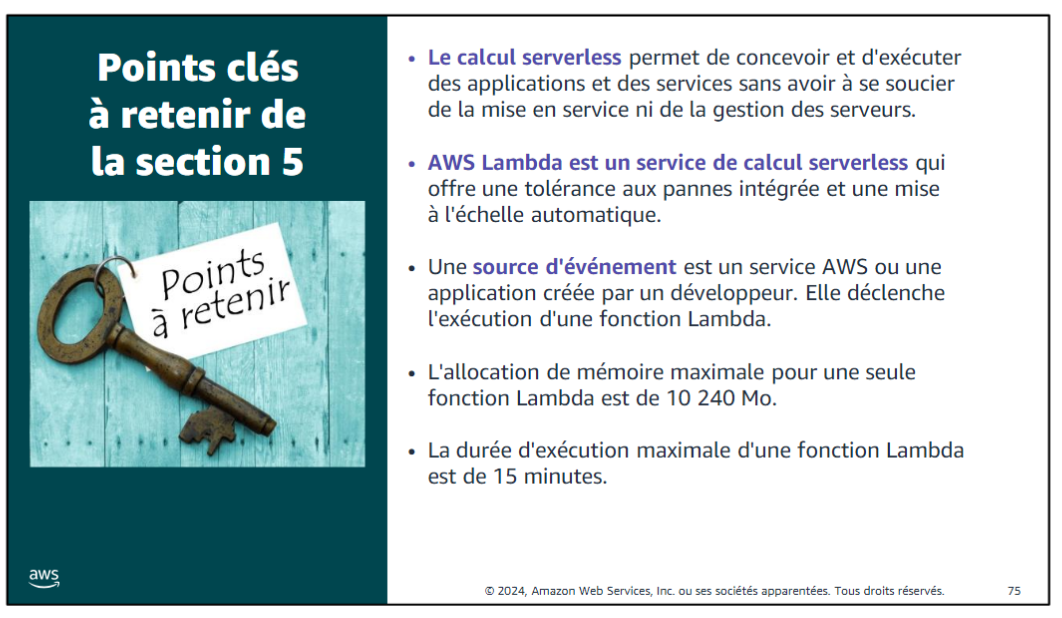 Points clés
à retenir de
la section 5
Points
à retenir
aws
• Le calcul serverless permet de concevoir et d'exécuter
des applications et des services sans avoir à se soucier
de la mise en service ni de la gestion des serveurs.
• AWS Lambda est un service de calcul serverless qui
offre une tolérance aux pannes intégrée et une mise
à l'échelle automatique.
• Une source d'événement est un service AWS ou une
application créée par un développeur. Elle déclenche
l'exécution d'une fonction Lambda.
• L'allocation de mémoire maximale pour une seule
fonction Lambda est de 10 240 Mo.
• La durée d'exécution maximale d'une fonction Lambda
est de 15 minutes.
© 2024, Amazon Web Services, Inc. ou ses sociétés apparentées. Tous droits réservés. 75